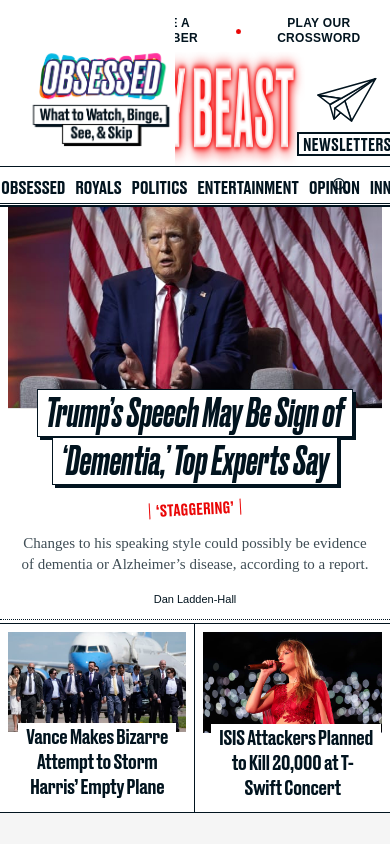 E A
BER
PLAY OUR
CROSSWORD
OBSESSED
What to Watch, Binge,
See, & Skip
Y BEAST
NEWSLETTERS
OBSESSED ROYALS POLITICS ENTERTAINMENT OPINION INN
Trump's Speech May Be Sign of
'Dementia,' Top Experts Say
'STAGGERING'
Changes to his speaking style could possibly be evidence
of dementia or Alzheimer's disease, according to a report.
Dan Ladden-Hall
Vance Makes Bizarre
Attempt to Storm
Harris' Empty Plane
ISIS Attackers Planned
to Kill 20,000 at T-
Swift Concert